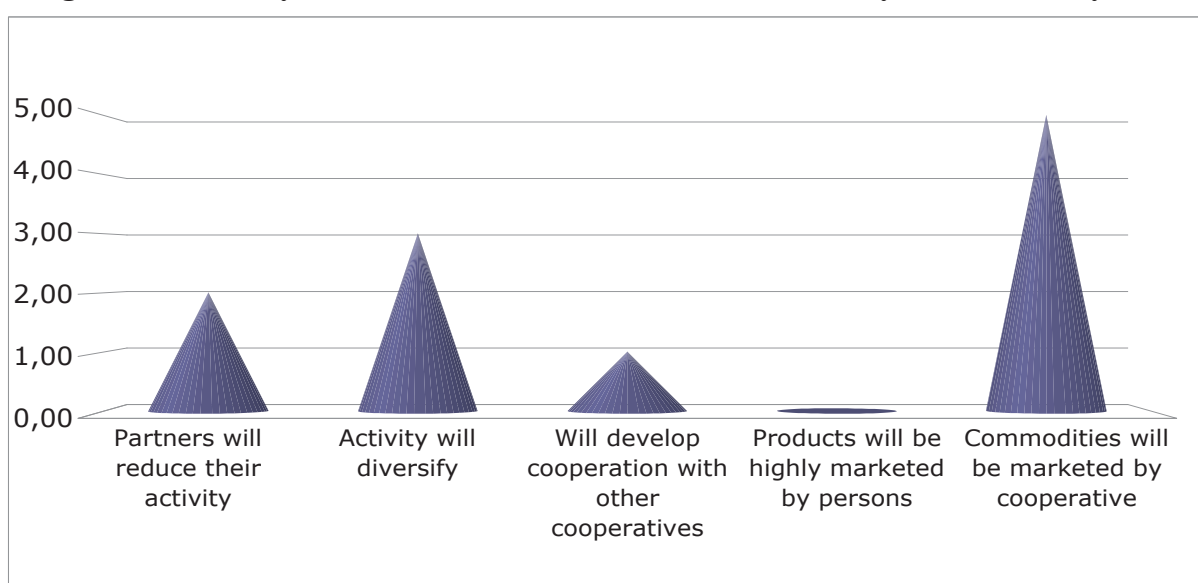 5,00
4,00
3,00
2,00
1,00
0,00
Partners will
reduce their
activity
Activity will
diversify
Will develop
cooperation with
other
cooperatives
Products will be
highly marketed
by persons
Commodities will
be marketed by
cooperative